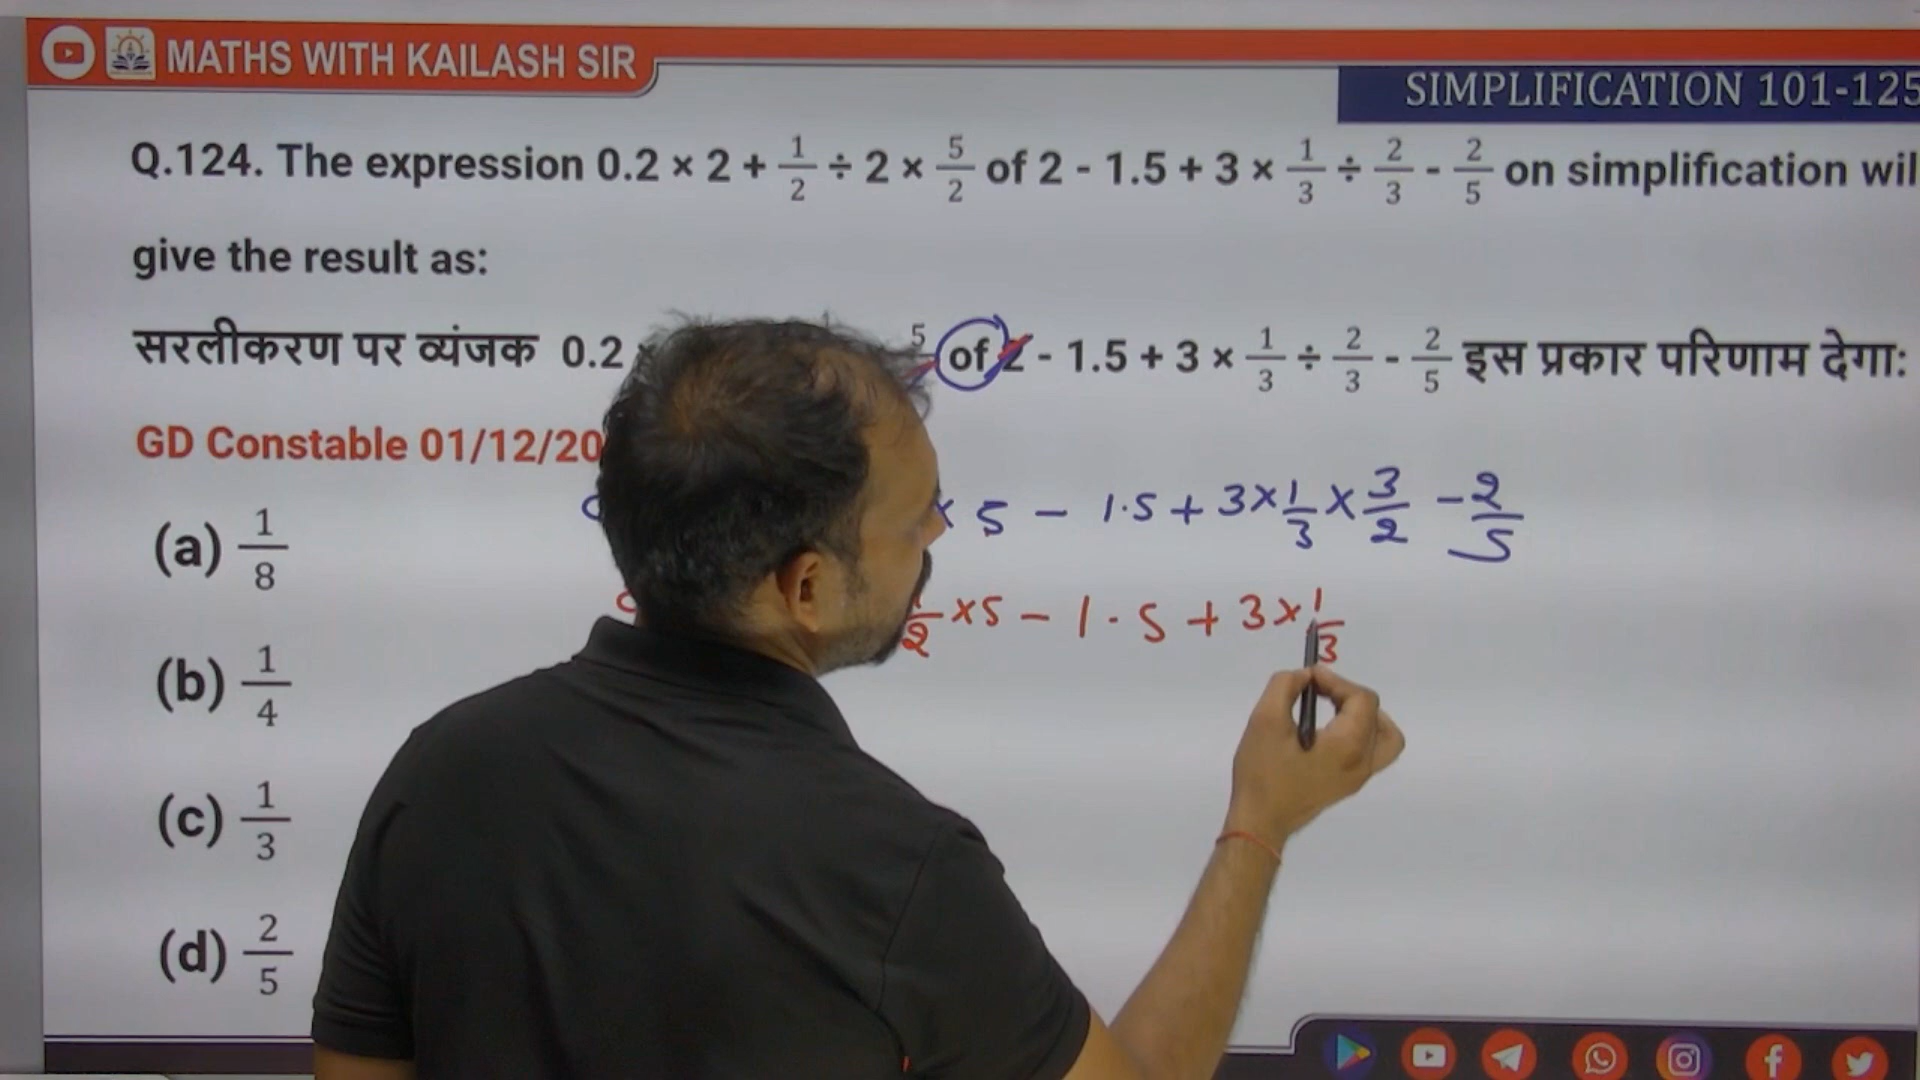 MATHS WITH KAILASH SIR
SIMPLIFICATION 101-125
Q.124. The expression 0.2 × 2 + 1/2 ÷ 2 × 5/2 of 2 - 1.5 + 3 × 1/3 ÷ 2/3 - 2/5 on simplification wil
give the result as:
सरलीकरण पर व्यंजक 0.2 of 2 - 1.5 + 3 × 1/3 ÷ 2/3 - 2/5 इस प्रकार परिणाम देगा:
GD Constable 01/12/20
× 5 - 1.5 + 3 × 1/3 × 3/2 - 2/5
1/2 × 5 - 1.5 + 3 × 1/3
(a) 1/8
(b) 1/4
(c) 1/3
(d) 2/5